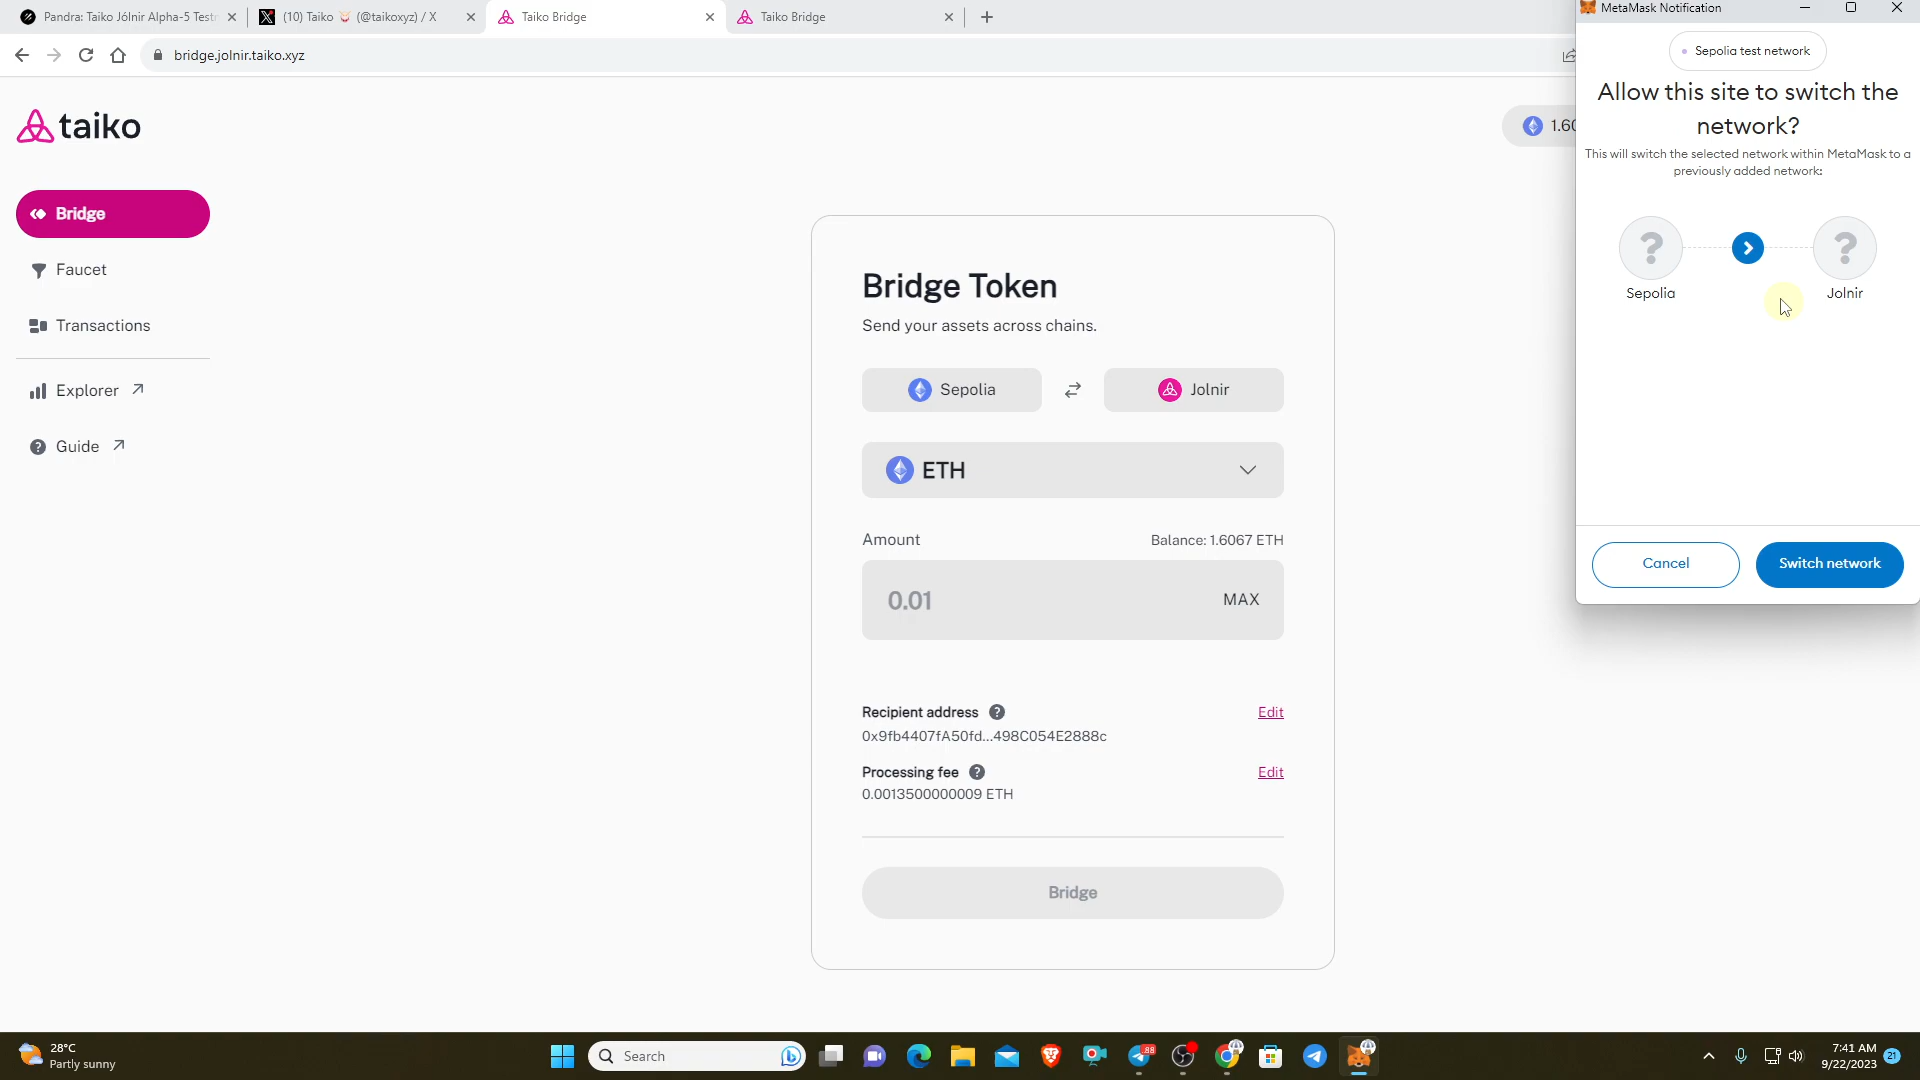 Pandra: Taiko Jólnir Alpha-5 Testn
(10) Taiko (@taikoxyz) / X
Taiko Bridge
Taiko Bridge
bridge.jolnir.taiko.xyz
taiko
1.60
Bridge
Faucet
Transactions
Explorer
Guide
Bridge Token
Send your assets across chains.
Sepolia
Jolnir
ETH
Amount
Balance: 1.6067 ETH
0.01
MAX
Recipient address
Edit
0x9fb4407fA50fd...498C054E2888c
Processing fee
Edit
0.0013500000009 ETH
Bridge
MetaMask Notification
Sepolia test network
Allow this site to switch the
network?
This will switch the selected network within MetaMask to a
previously added network:
Sepolia
Jolnir
Cancel
Switch network
28°C
Partly sunny
Search
88
7:41 AM
9/22/2023
21